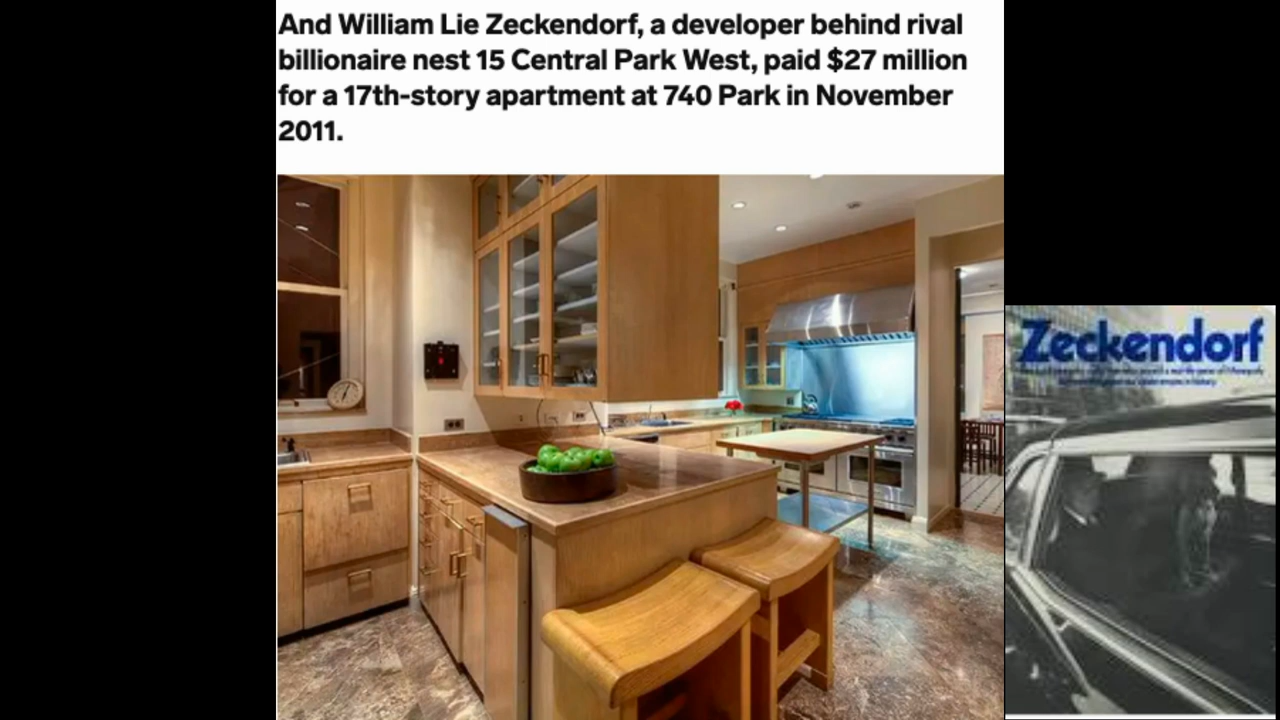 And William Lie Zeckendorf, a developer behind rival
billionaire nest 15 Central Park West, paid $27 million
for a 17th-story apartment at 740 Park in November
2011.
Zeckendorf